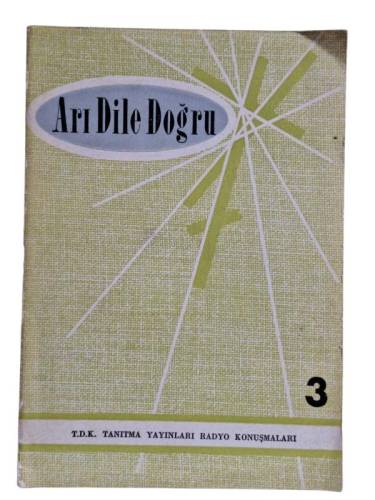 Arı Dile Doğru
3
T.D.K. TANITMA YAYINLARI RADYO KONUŞMALARI